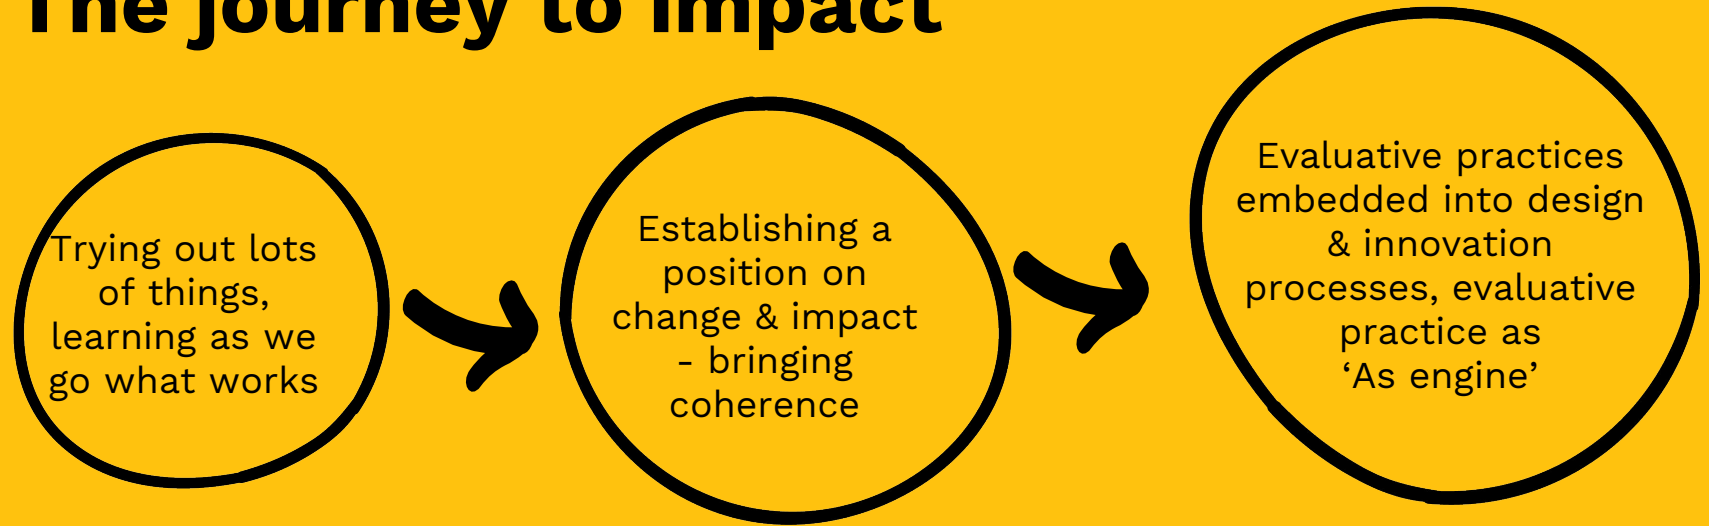 The journey to impact
Trying out lots
of things,
learning as we
go what works
Establishing a
position on
change & impact
- bringing
coherence
Evaluative practices
embedded into design
& innovation
processes, evaluative
practice as
‘As engine’